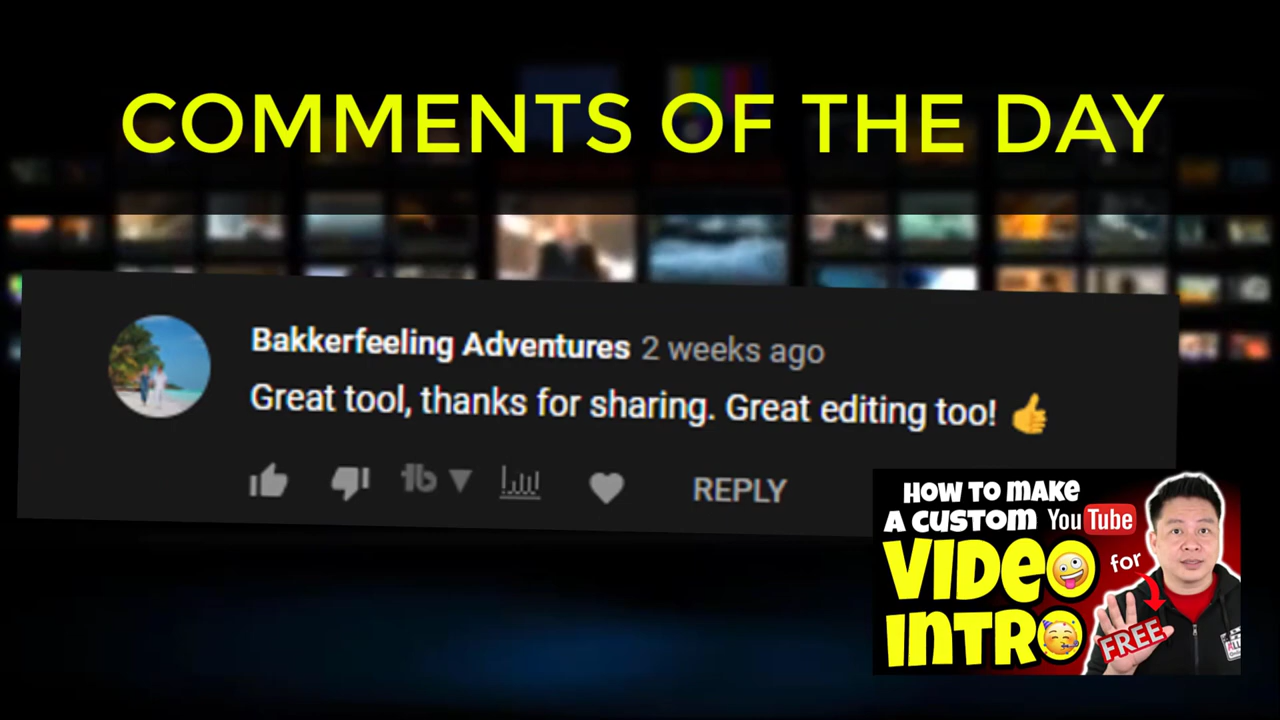 COMMENTS OF THE DAY
Bakkerfeeling Adventures 2 weeks ago
Great tool, thanks for sharing. Great editing too! 👍
REPLY
HOW TO MAKE
A CUSTOM YouTube
VIDEO for
INTRO FREE